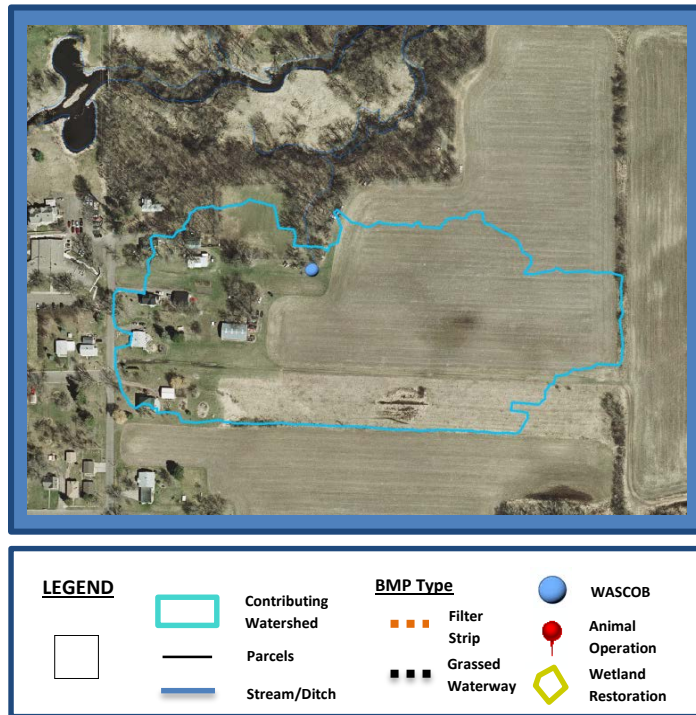 LEGEND
Contributing
Watershed
Parcels
Stream/Ditch
BMP Type
Filter
Strip
Grassed
Waterway
WASCOB
Animal
Operation
Wetland
Restoration